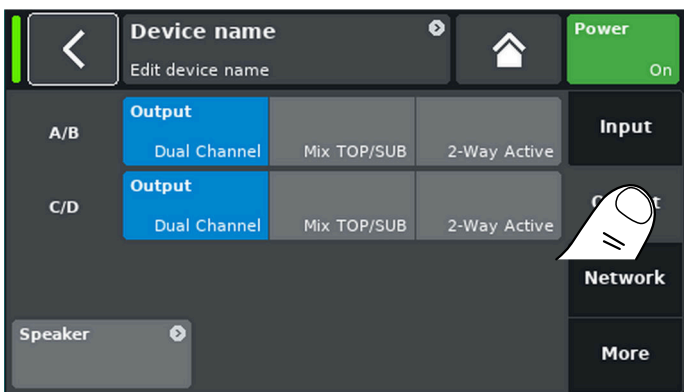 Device name
Edit device name
Power
On
A/B
Output
Dual Channel
Mix TOP/SUB
2-Way Active
Input
C/D
Output
Dual Channel
Mix TOP/SUB
2-Way Active
Network
Speaker
More